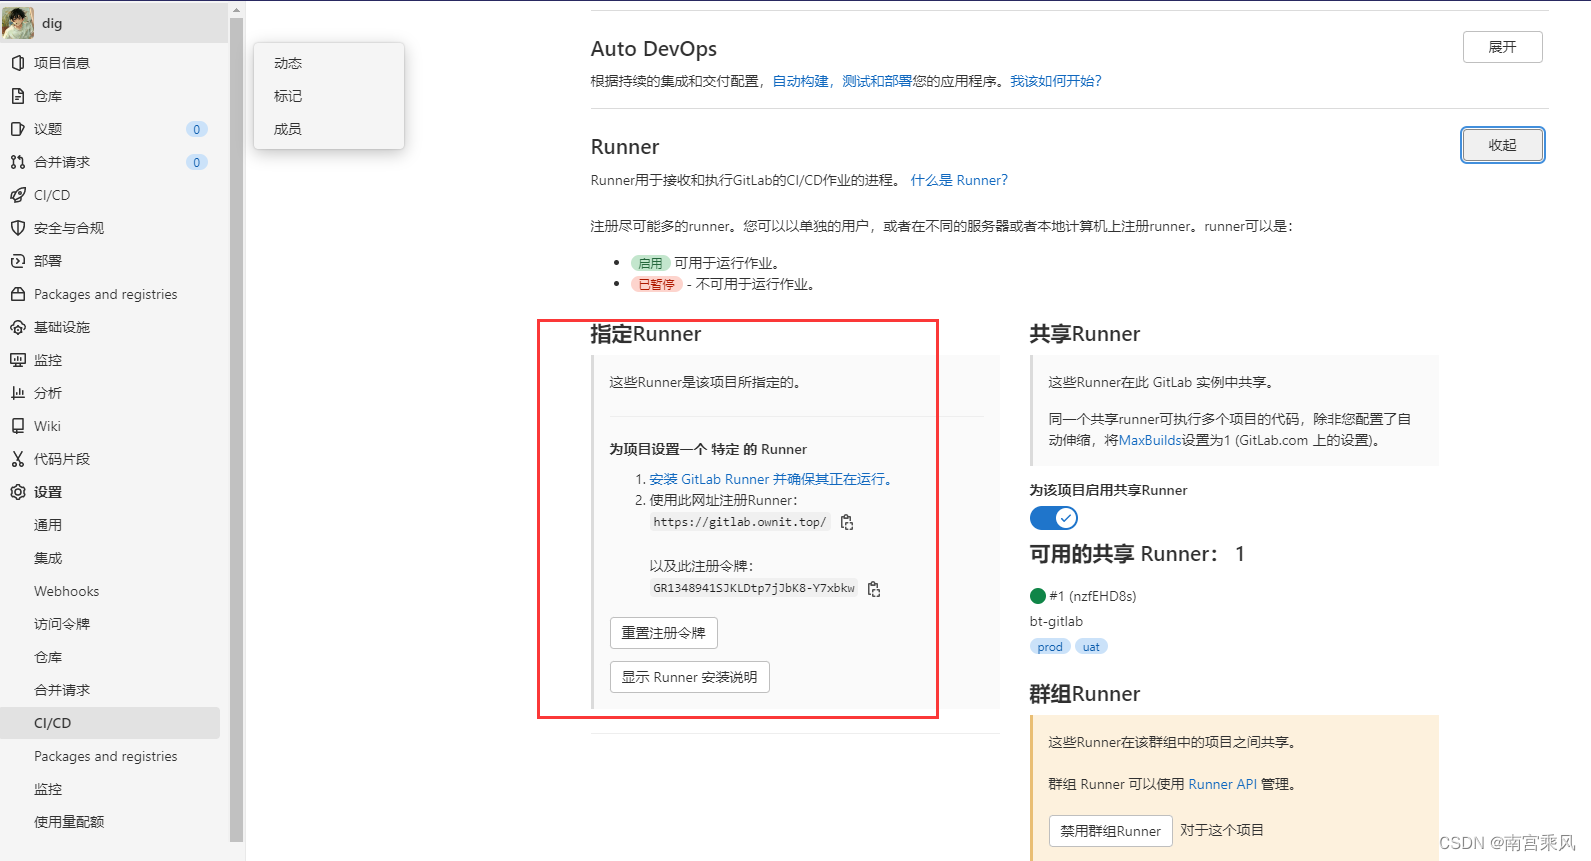 dig
项目信息
仓库
议题 0
合并请求 0
CI/CD
安全与合规
部署
Packages and registries
基础设施
监控
分析
Wiki
代码片段
设置
通用
集成
Webhooks
访问令牌
仓库
合并请求
CI/CD
Packages and registries
监控
使用量配额
动态
标记
成员
Auto DevOps
展开
根据持续的集成和交付配置，自动构建，测试和部署您的应用程序。我该如何开始?
Runner
收起
Runner用于接收和执行GitLab的CI/CD作业的进程。 什么是 Runner?
注册尽可能多的runner。您可以以单独的用户，或者在不同的服务器或者本地计算机上注册runner。runner可以是：
启用 可用于运行作业。
已暂停 - 不可用于运行作业。
指定Runner
这些Runner是该项目所指定的。
为项目设置一个 特定 的 Runner
1. 安装 GitLab Runner 并确保其正在运行。
2. 使用此网址注册Runner：
https://gitlab.ownit.top/
以及此注册令牌：
GR1348941SJKLDtp7jJbK8-Y7xbkw
重置注册令牌
显示 Runner 安装说明
共享Runner
这些Runner在此 GitLab 实例中共享。
同一个共享runner可执行多个项目的代码，除非您配置了自
动伸缩，将MaxBuilds设置为1 (GitLab.com 上的设置)。
为该项目启用共享Runner
可用的共享 Runner： 1
#1 (nzfEHD8s)
bt-gitlab
prod uat
群组Runner
这些Runner在该群组中的项目之间共享。
群组 Runner 可以使用 Runner API 管理。
禁用群组Runner 对于这个项目
CSDN @南宫乘风